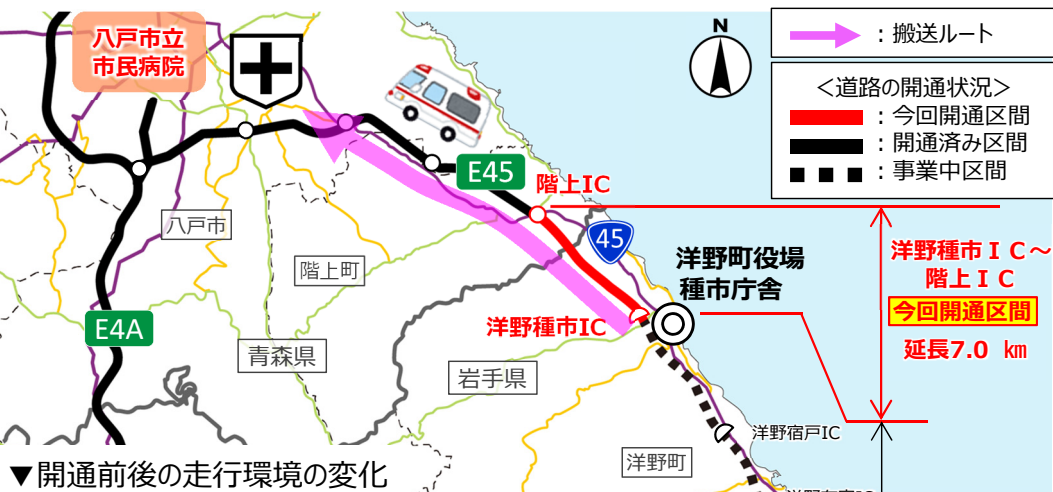 八戸市立
市民病院
N
：搬送ルート
＜道路の開通状況＞
：今回開通区間
：開通済み区間
：事業中区間
E45
階上IC
八戸市
45
階上町
洋野町役場
種市庁舎
洋野種市ＩＣ～
階上ＩＣ
今回開通区間
延長7.0 km
洋野種市IC
E4A
青森県
岩手県
洋野宿戸IC
洋野町
▼開通前後の走行環境の変化